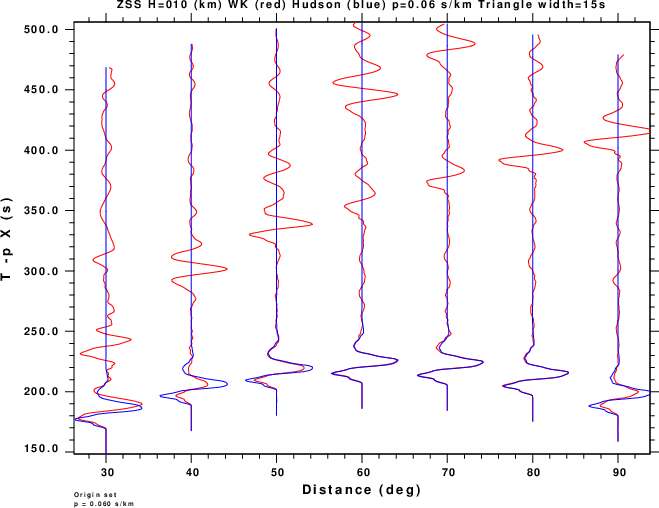 ZSS H=010 (km) WK (red) Hudson (blue) p=0.06 s/km Triangle width=15s
500.0
450.0
400.0
350.0
300.0
250.0
200.0
150.0
T -p X (s)
30 40 50 60 70 80 90
Distance (deg)
Origin set
p = 0.060 s/km